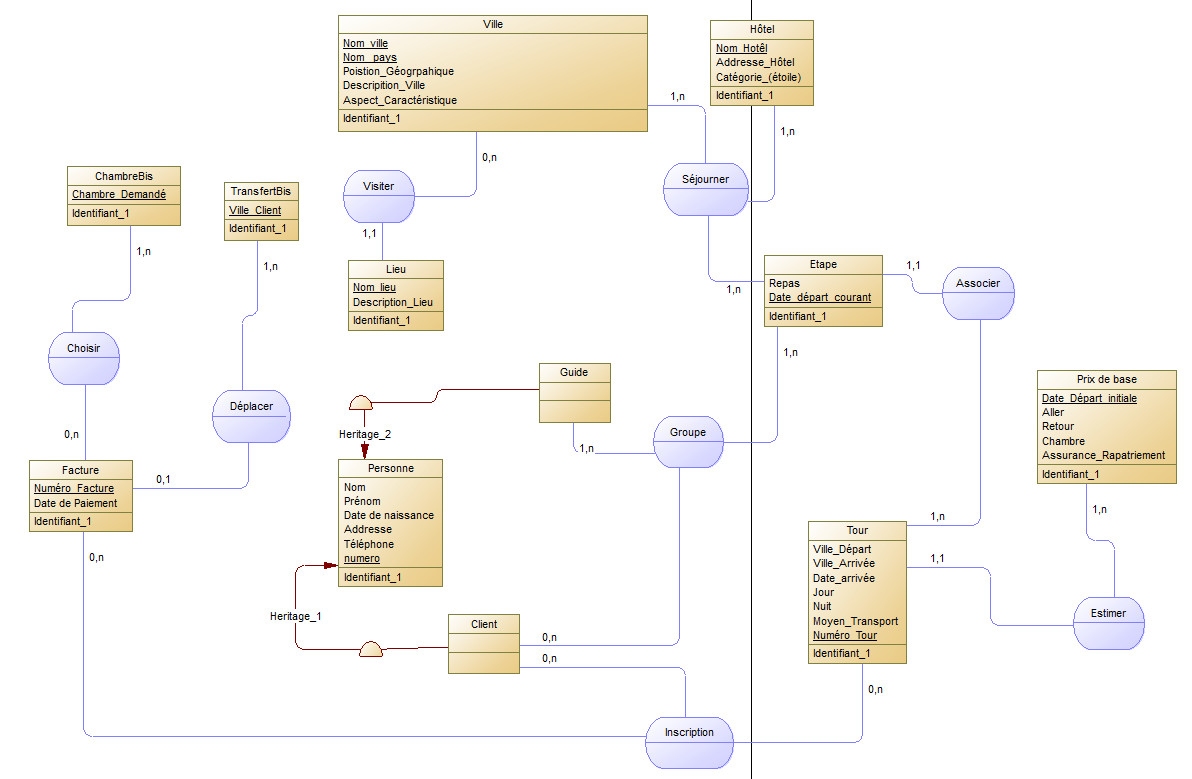 Ville
Nom_ville
Nom_pays
Poistion_Géogrpahique
Descripition_Ville
Aspect_Caractéristique
Identifiant_1
Hôtel
Nom_Hotêl
Addresse_Hôtel
Catégorie_(étoile)
Identifiant_1
1,n
1,n
0,n
ChambreBis
Chambre_Demandé
Identifiant_1
TransfertBis
Ville_Client
Identifiant_1
Visiter
Séjourner
1,1
1,n
1,n
Lieu
Nom_lieu
Description_Lieu
Identifiant_1
1,n
Etape
Repas
Date_départ_courant
Identifiant_1
1,1
Associer
Choisir
1,n
Déplacer
Guide
Heritage_2
1,n
Groupe
Prix de base
Date_Départ_initiale
Aller
Retour
Chambre
Assurance_Rapatriement
Identifiant_1
0,n
Facture
Numéro_Facture
Date de Paiement
Identifiant_1
0,1
Personne
Nom
Prénom
Date de naissance
Addresse
Téléphone
numero
Identifiant_1
1,n
1,n
0,n
Tour
Ville_Départ
Ville_Arrivée
Date_arrivée
Jour
Nuit
Moyen_Transport
Numéro_Tour
Identifiant_1
1,1
Estimer
Heritage_1
Client
0,n
0,n
0,n
Inscription